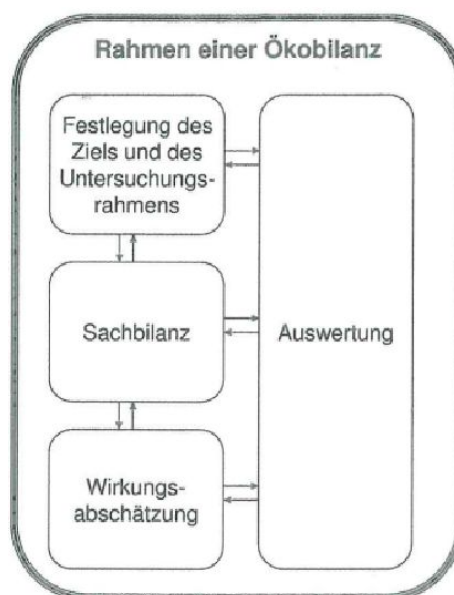 Rahmen einer Ökobilanz
Festlegung des
Ziels und des
Untersuchungs-
rahmens
Sachbilanz
Auswertung
Wirkungs-
abschätzung